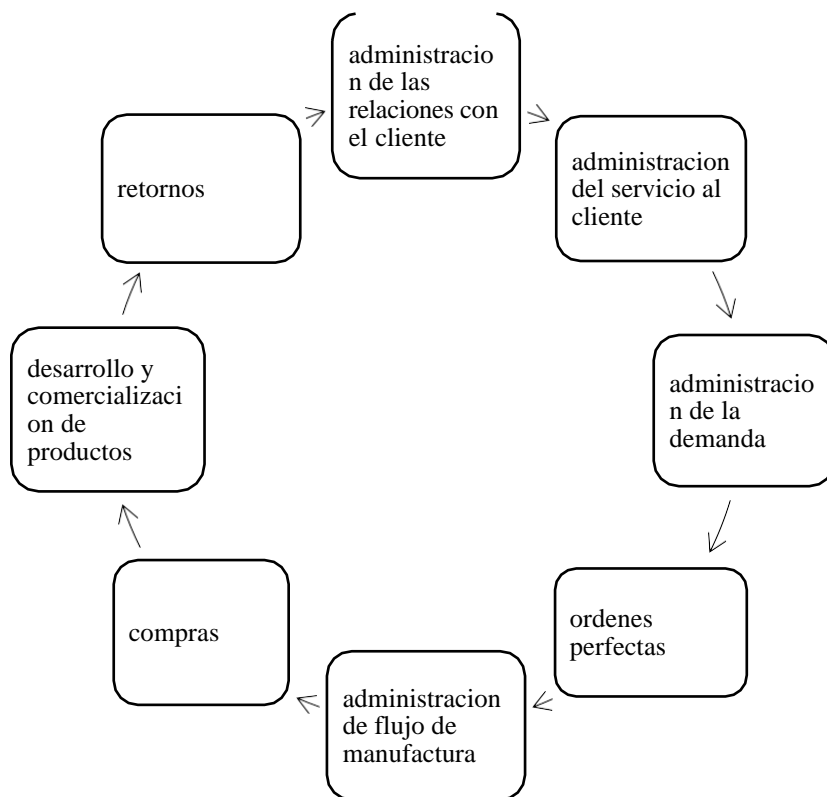 administracio
n de las
relaciones con
el cliente
administracion
del servicio al
cliente
administracio
n de la
demanda
ordenes
perfectas
administracion
de flujo de
manufactura
compras
desarrollo y
comercializaci
on de
productos
retornos